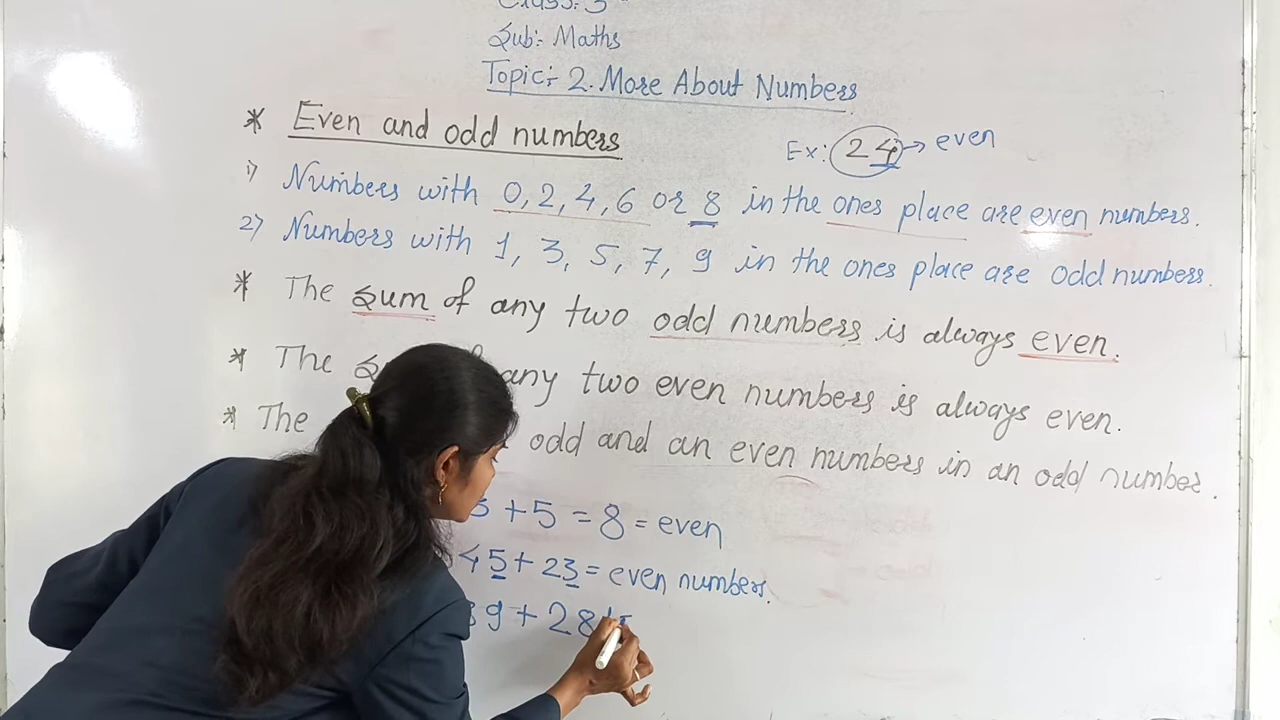 Class:- 3
Sub:- Maths
Topic:- 2. More About Numbers
* Even and odd numbers
Ex: 24 → even
1) Numbers with 0, 2, 4, 6 or 8 in the ones place are even numbers.
2) Numbers with 1, 3, 5, 7, 9 in the ones place are odd numbers.
* The sum of any two odd numbers is always even.
* The any two even numbers is always even.
* The odd and an even numbers in an odd number.
+ 5 = 8 = even
45 + 23 = even numbers.
9 + 28